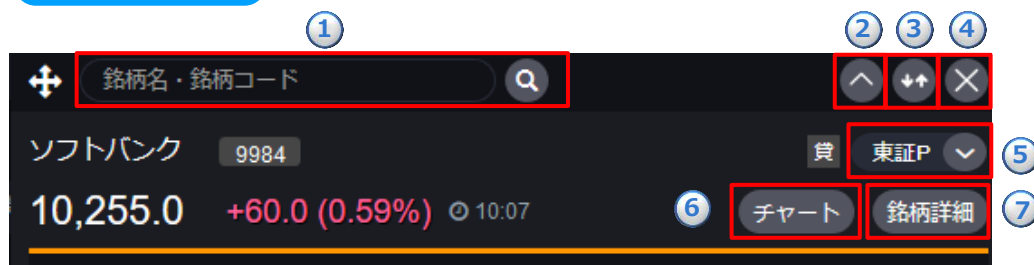 ① ② ③ ④
銘柄名・銘柄コード
ソフトバンク 9984 貸 東証P ⑤
10,255.0 +60.0 (0.59%) 10:07 ⑥ チャート 銘柄詳細 ⑦